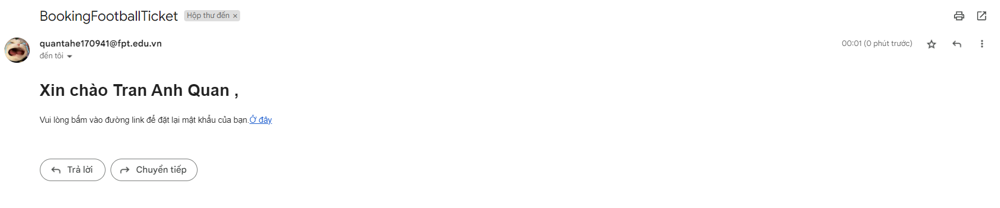 BookingFootballTicket Hộp thư đến ×
quantahe170941@fpt.edu.vn 00:01 (0 phút trước)
đến tôi
Xin chào Tran Anh Quan ,
Vui lòng bấm vào đường link để đặt lại mật khẩu của bạn.Ở đây
Trả lời Chuyển tiếp